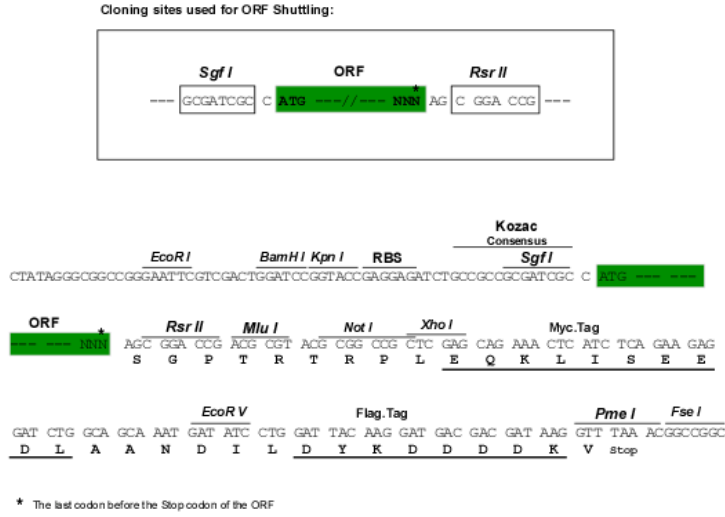 Cloning sites used for ORF Shuttling:
Sgf I ORF Rsr II
*
--- GCGATCGC C ATG ---//--- NNN AG C GGA CCG ---
Kozac
Consensus
EcoR I BamH I Kpn I RBS Sgf I
CTATAGGGCGGCCGGGAATTCGTCGACTGGATCCGGTACCGAGGAGATCTGCCGCCGCGATCGC C ATG --- ---
ORF
*
Rsr II Mlu I Not I Xho I Myc.Tag
--- --- NNN AGC GGA CCG ACG CGT ACG CGG CCG CTC GAG CAG AAA CTC ATC TCA GAA GAG
S G P T R T R P L E Q K L I S E E
EcoR V Flag.Tag Pme I Fse I
GAT CTG GCA GCA AAT GAT ATC CTG GAT TAC AAG GAT GAC GAC GAT AAG GTT TAA ACGGCCGGC
D L A A N D I L D Y K D D D D K V Stop
* The last codon before the Stop codon of the ORF